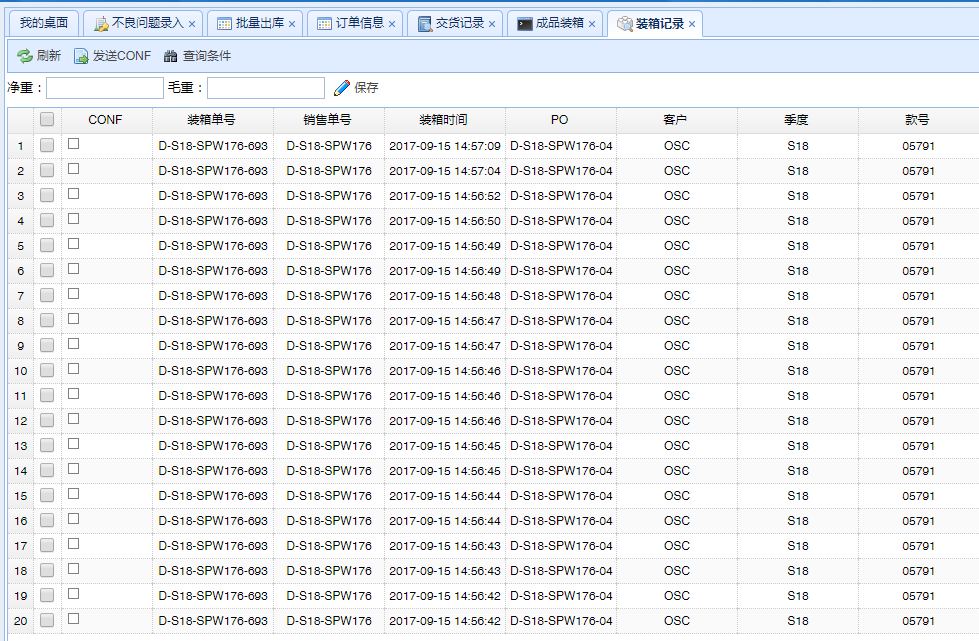 我的桌面 不良问题录入 × 批量出库 × 订单信息 × 交货记录 × 成品装箱 × 装箱记录 ×
刷新 发送CONF 查询条件
净重： 毛重： 保存
CONF 装箱单号 销售单号 装箱时间 PO 客户 季度 款号
1 D-S18-SPW176-693 D-S18-SPW176 2017-09-15 14:57:09 D-S18-SPW176-04 OSC S18 05791
2 D-S18-SPW176-693 D-S18-SPW176 2017-09-15 14:57:04 D-S18-SPW176-04 OSC S18 05791
3 D-S18-SPW176-693 D-S18-SPW176 2017-09-15 14:56:52 D-S18-SPW176-04 OSC S18 05791
4 D-S18-SPW176-693 D-S18-SPW176 2017-09-15 14:56:50 D-S18-SPW176-04 OSC S18 05791
5 D-S18-SPW176-693 D-S18-SPW176 2017-09-15 14:56:49 D-S18-SPW176-04 OSC S18 05791
6 D-S18-SPW176-693 D-S18-SPW176 2017-09-15 14:56:49 D-S18-SPW176-04 OSC S18 05791
7 D-S18-SPW176-693 D-S18-SPW176 2017-09-15 14:56:48 D-S18-SPW176-04 OSC S18 05791
8 D-S18-SPW176-693 D-S18-SPW176 2017-09-15 14:56:47 D-S18-SPW176-04 OSC S18 05791
9 D-S18-SPW176-693 D-S18-SPW176 2017-09-15 14:56:47 D-S18-SPW176-04 OSC S18 05791
10 D-S18-SPW176-693 D-S18-SPW176 2017-09-15 14:56:46 D-S18-SPW176-04 OSC S18 05791
11 D-S18-SPW176-693 D-S18-SPW176 2017-09-15 14:56:46 D-S18-SPW176-04 OSC S18 05791
12 D-S18-SPW176-693 D-S18-SPW176 2017-09-15 14:56:46 D-S18-SPW176-04 OSC S18 05791
13 D-S18-SPW176-693 D-S18-SPW176 2017-09-15 14:56:45 D-S18-SPW176-04 OSC S18 05791
14 D-S18-SPW176-693 D-S18-SPW176 2017-09-15 14:56:45 D-S18-SPW176-04 OSC S18 05791
15 D-S18-SPW176-693 D-S18-SPW176 2017-09-15 14:56:44 D-S18-SPW176-04 OSC S18 05791
16 D-S18-SPW176-693 D-S18-SPW176 2017-09-15 14:56:44 D-S18-SPW176-04 OSC S18 05791
17 D-S18-SPW176-693 D-S18-SPW176 2017-09-15 14:56:43 D-S18-SPW176-04 OSC S18 05791
18 D-S18-SPW176-693 D-S18-SPW176 2017-09-15 14:56:43 D-S18-SPW176-04 OSC S18 05791
19 D-S18-SPW176-693 D-S18-SPW176 2017-09-15 14:56:42 D-S18-SPW176-04 OSC S18 05791
20 D-S18-SPW176-693 D-S18-SPW176 2017-09-15 14:56:42 D-S18-SPW176-04 OSC S18 05791